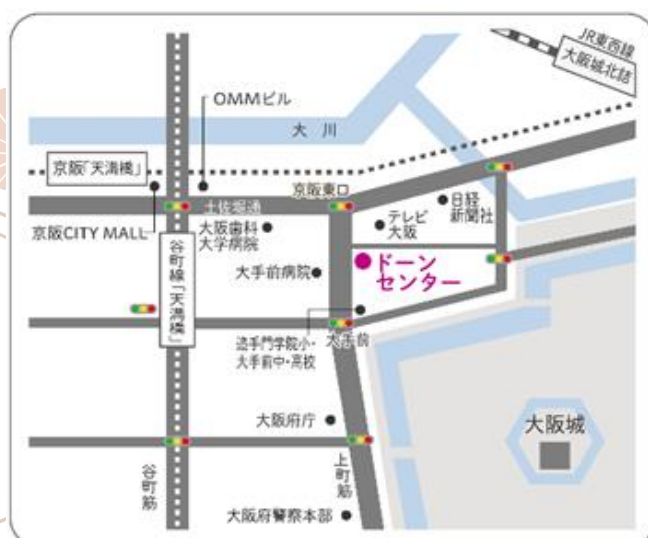 JR東西線
大阪城北詰
OMMビル
大 川
京阪「天満橋」
京阪東口
土佐堀通
日経
新聞社
テレビ
大阪
京阪CITY MALL
大阪歯科
大学病院
谷町線「天満橋」
大手前病院
ドーン
センター
追手門学院小・
大手前中・高校
大手前
大阪府庁
大阪城
谷町筋
上町筋
大阪府警察本部